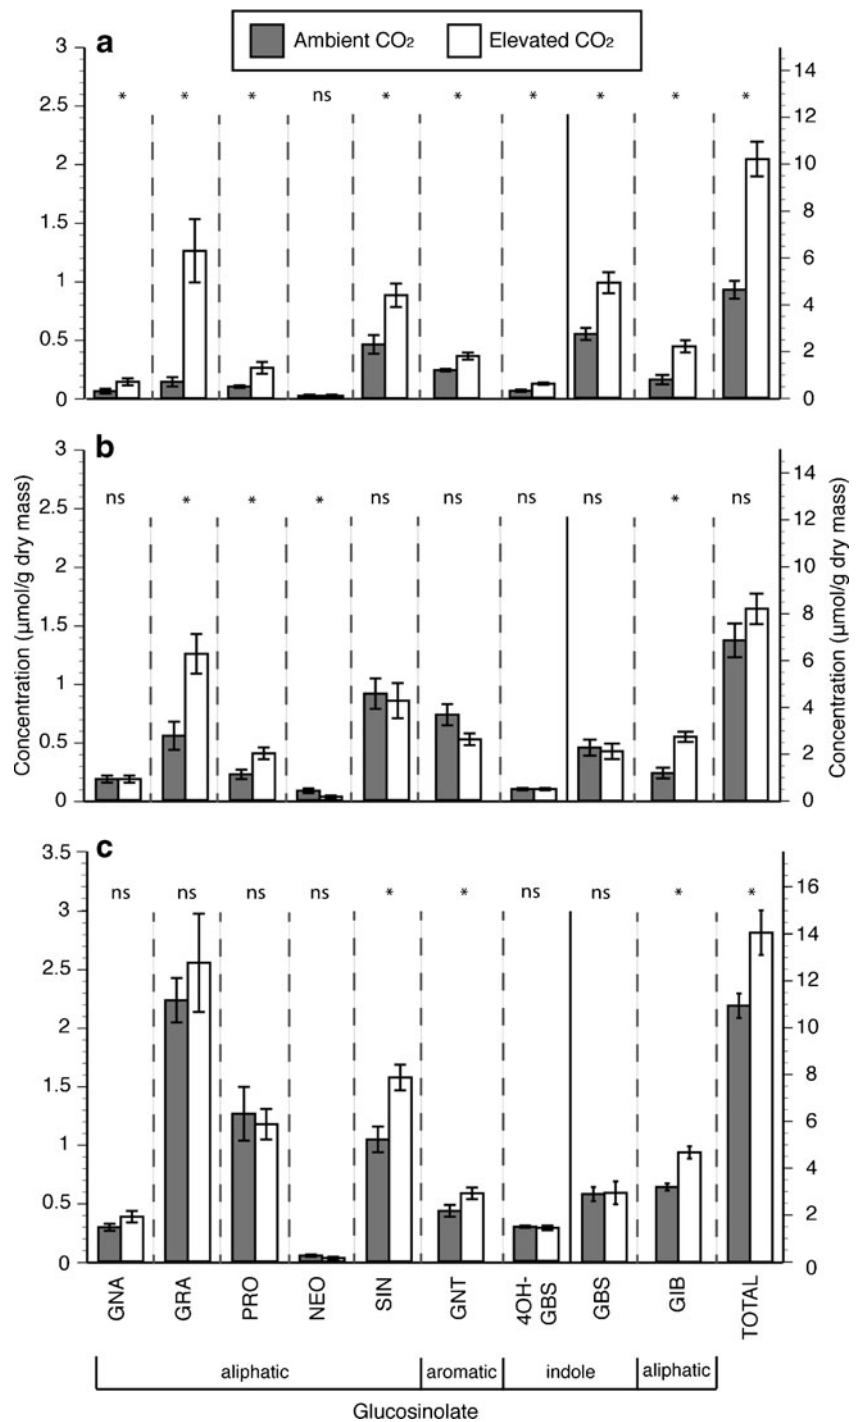 a
Ambient CO₂ Elevated CO₂
3 2.5 2 1.5 1 0.5 0
14 12 10 8 6 4 2 0
* * * ns * * * * * *
b
3 2.5 2 1.5 1 0.5 0
14 12 10 8 6 4 2 0
ns * * * ns ns ns ns * ns
Concentration (μmol/g dry mass)
Concentration (μmol/g dry mass)
c
3.5 3 2.5 2 1.5 1 0.5 0
16 14 12 10 8 6 4 2 0
ns ns ns ns * * ns ns * *
GNA GRA PRO NEO SIN GNT 4OH-GBS GBS GIB TOTAL
aliphatic aromatic indole aliphatic
Glucosinolate